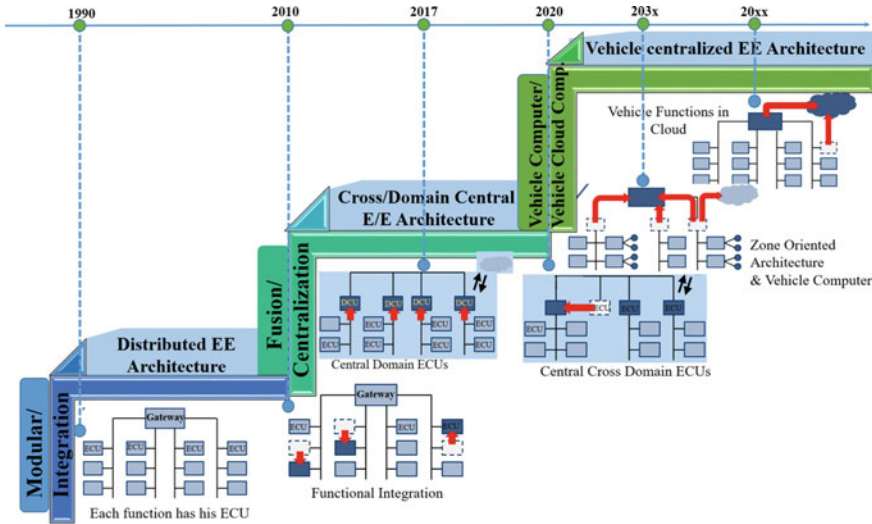 1990
2010
2017
2020
203x
20xx
Vehicle centralized EE Architecture
Vehicle Computer/
Vehicle Cloud Comp.
Vehicle Functions in
Cloud
Cross/Domain Central
E/E Architecture
Zone Oriented
Architecture
& Vehicle Computer
Fusion/
Centralization
DCU
DCU
DCU
DCU
ECU
ECU
ECU
ECU
ECU
ECU
ECU
ECU
Central Domain ECUs
ECU
ECU
ECU
ECU
Central Cross Domain ECUs
Distributed EE
Architecture
Modular/
Integration
Gateway
ECU
ECU
ECU
ECU
Each function has his ECU
Gateway
ECU
ECU
ECU
Functional Integration